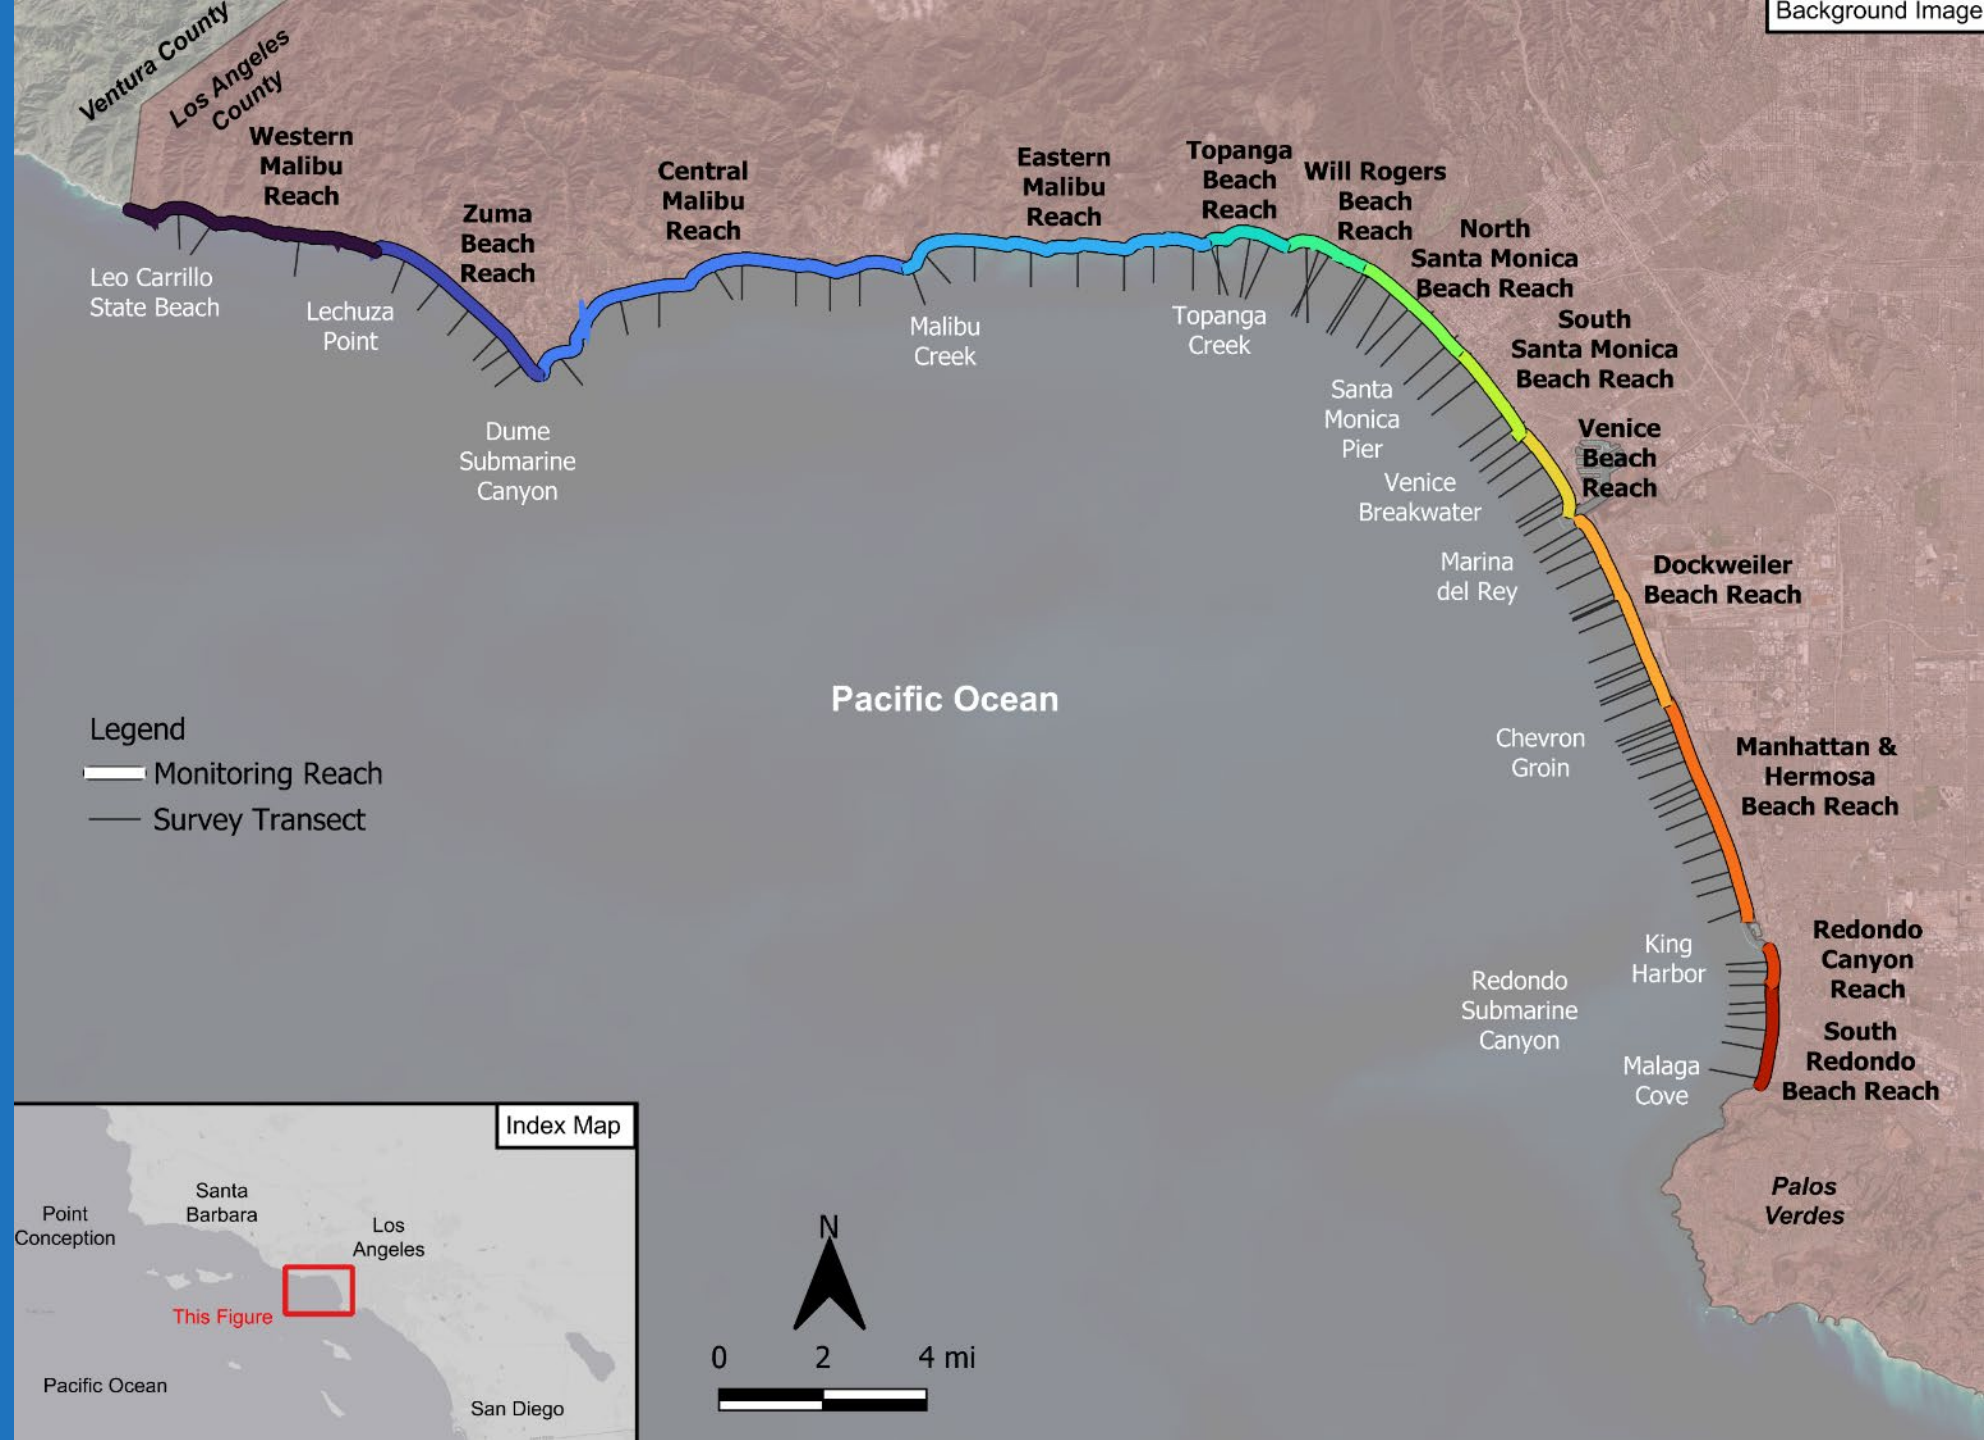 Background Image
Ventura County
Los Angeles
County
Western
Malibu
Reach
Zuma
Beach
Reach
Central
Malibu
Reach
Eastern
Malibu
Reach
Topanga
Beach
Reach
Will Rogers
Beach
Reach
North
Santa Monica
Beach Reach
South
Santa Monica
Beach Reach
Venice
Beach
Reach
Dockweiler
Beach Reach
Manhattan &
Hermosa
Beach Reach
Redondo
Canyon
Reach
South
Redondo
Beach Reach
Leo Carrillo
State Beach
Lechuza
Point
Dume
Submarine
Canyon
Malibu
Creek
Topanga
Creek
Santa
Monica
Pier
Venice
Breakwater
Marina
del Rey
Chevron
Groin
King
Harbor
Redondo
Submarine
Canyon
Malaga
Cove
Palos
Verdes
Pacific Ocean
Legend
Monitoring Reach
Survey Transect
Index Map
Santa
Barbara
Point
Conception
Los
Angeles
This Figure
Pacific Ocean
San Diego
N
0 2 4 mi